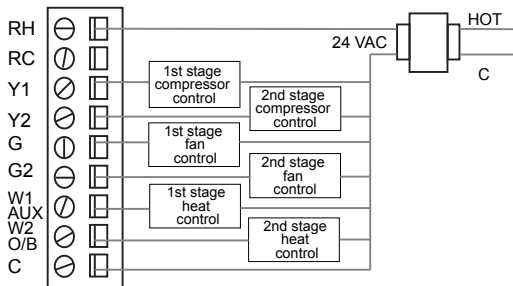 RH
RC
Y1
Y2
G
G2
W1
AUX
W2
O/B
C
1st stage
compressor
control
2nd stage
compressor
control
1st stage
fan
control
2nd stage
fan
control
1st stage
heat
control
2nd stage
heat
control
24 VAC
HOT
C